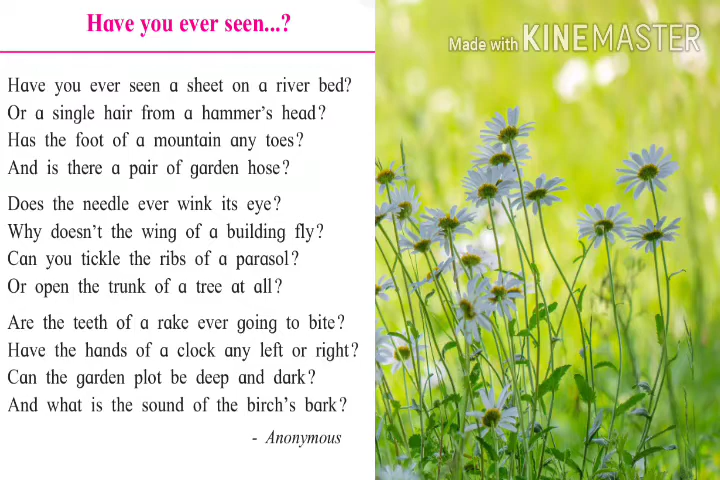 Have you ever seen...?
Made with KINEMASTER
Have you ever seen a sheet on a river bed?
Or a single hair from a hammer's head?
Has the foot of a mountain any toes?
And is there a pair of garden hose?
Does the needle ever wink its eye?
Why doesn't the wing of a building fly?
Can you tickle the ribs of a parasol?
Or open the trunk of a tree at all?
Are the teeth of a rake ever going to bite?
Have the hands of a clock any left or right?
Can the garden plot be deep and dark?
And what is the sound of the birch's bark?
- Anonymous